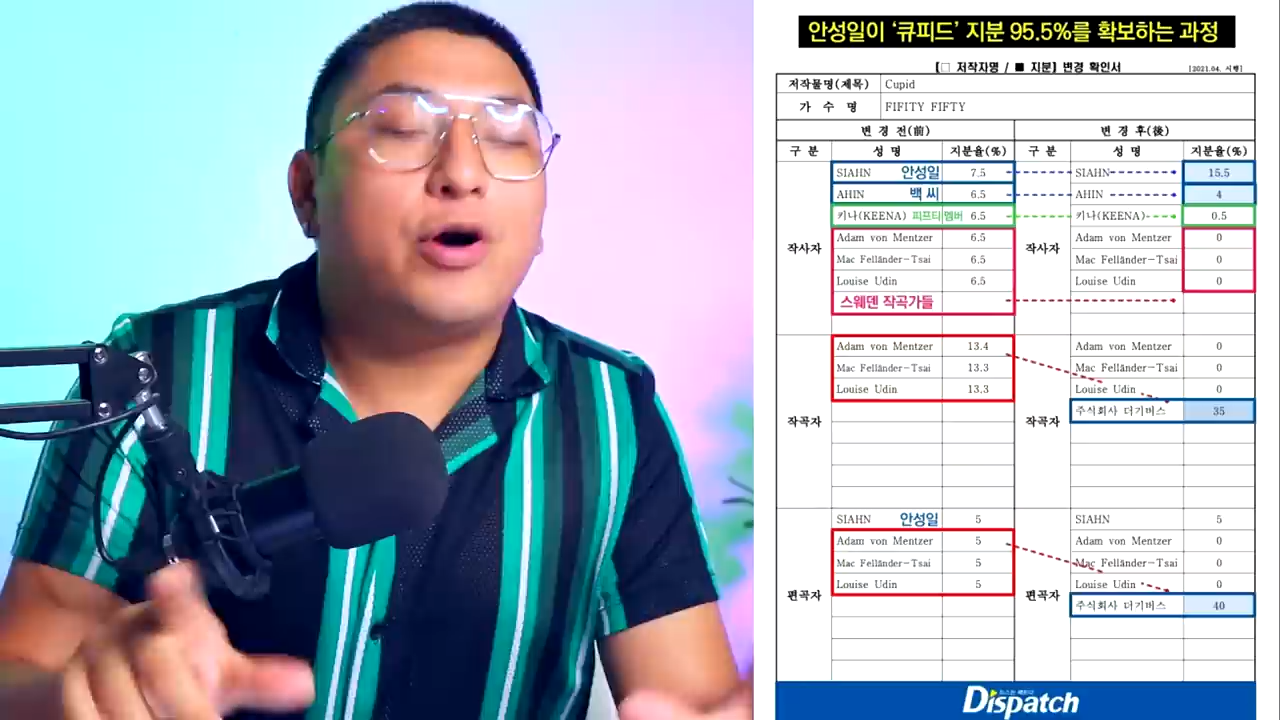 안성일이 ‘큐피드’ 지분 95.5%를 확보하는 과정
[□ 저작자명 / ■ 지분] 변경 확인서 [2021.04. 시행]
저작물명(제목) Cupid
가 수 명 FIFITY FIFTY
변 경 전(前) 변 경 후(後)
구 분 성 명 지분율(%) 구 분 성 명 지분율(%)
SIAHN 안성일 7.5 SIAHN 15.5
AHIN 백 씨 6.5 AHIN 4
키나(KEENA) 피프티 멤버 6.5 키나(KEENA) 0.5
Adam von Mentzer 6.5 Adam von Mentzer 0
작사자 작사자
Mac Felländer-Tsai 6.5 Mac Felländer-Tsai 0
Louise Udin 6.5 Louise Udin 0
스웨덴 작곡가들
Adam von Mentzer 13.4 Adam von Mentzer 0
Mac Felländer-Tsai 13.3 Mac Felländer-Tsai 0
Louise Udin 13.3 Louise Udin 0
주식회사 더기버스 35
작곡자 작곡자
SIAHN 안성일 5 SIAHN 5
Adam von Mentzer 5 Adam von Mentzer 0
Mac Felländer-Tsai 5 Mac Felländer-Tsai 0
Louise Udin 5 Louise Udin 0
편곡자 편곡자 주식회사 더기버스 40
Dispatch